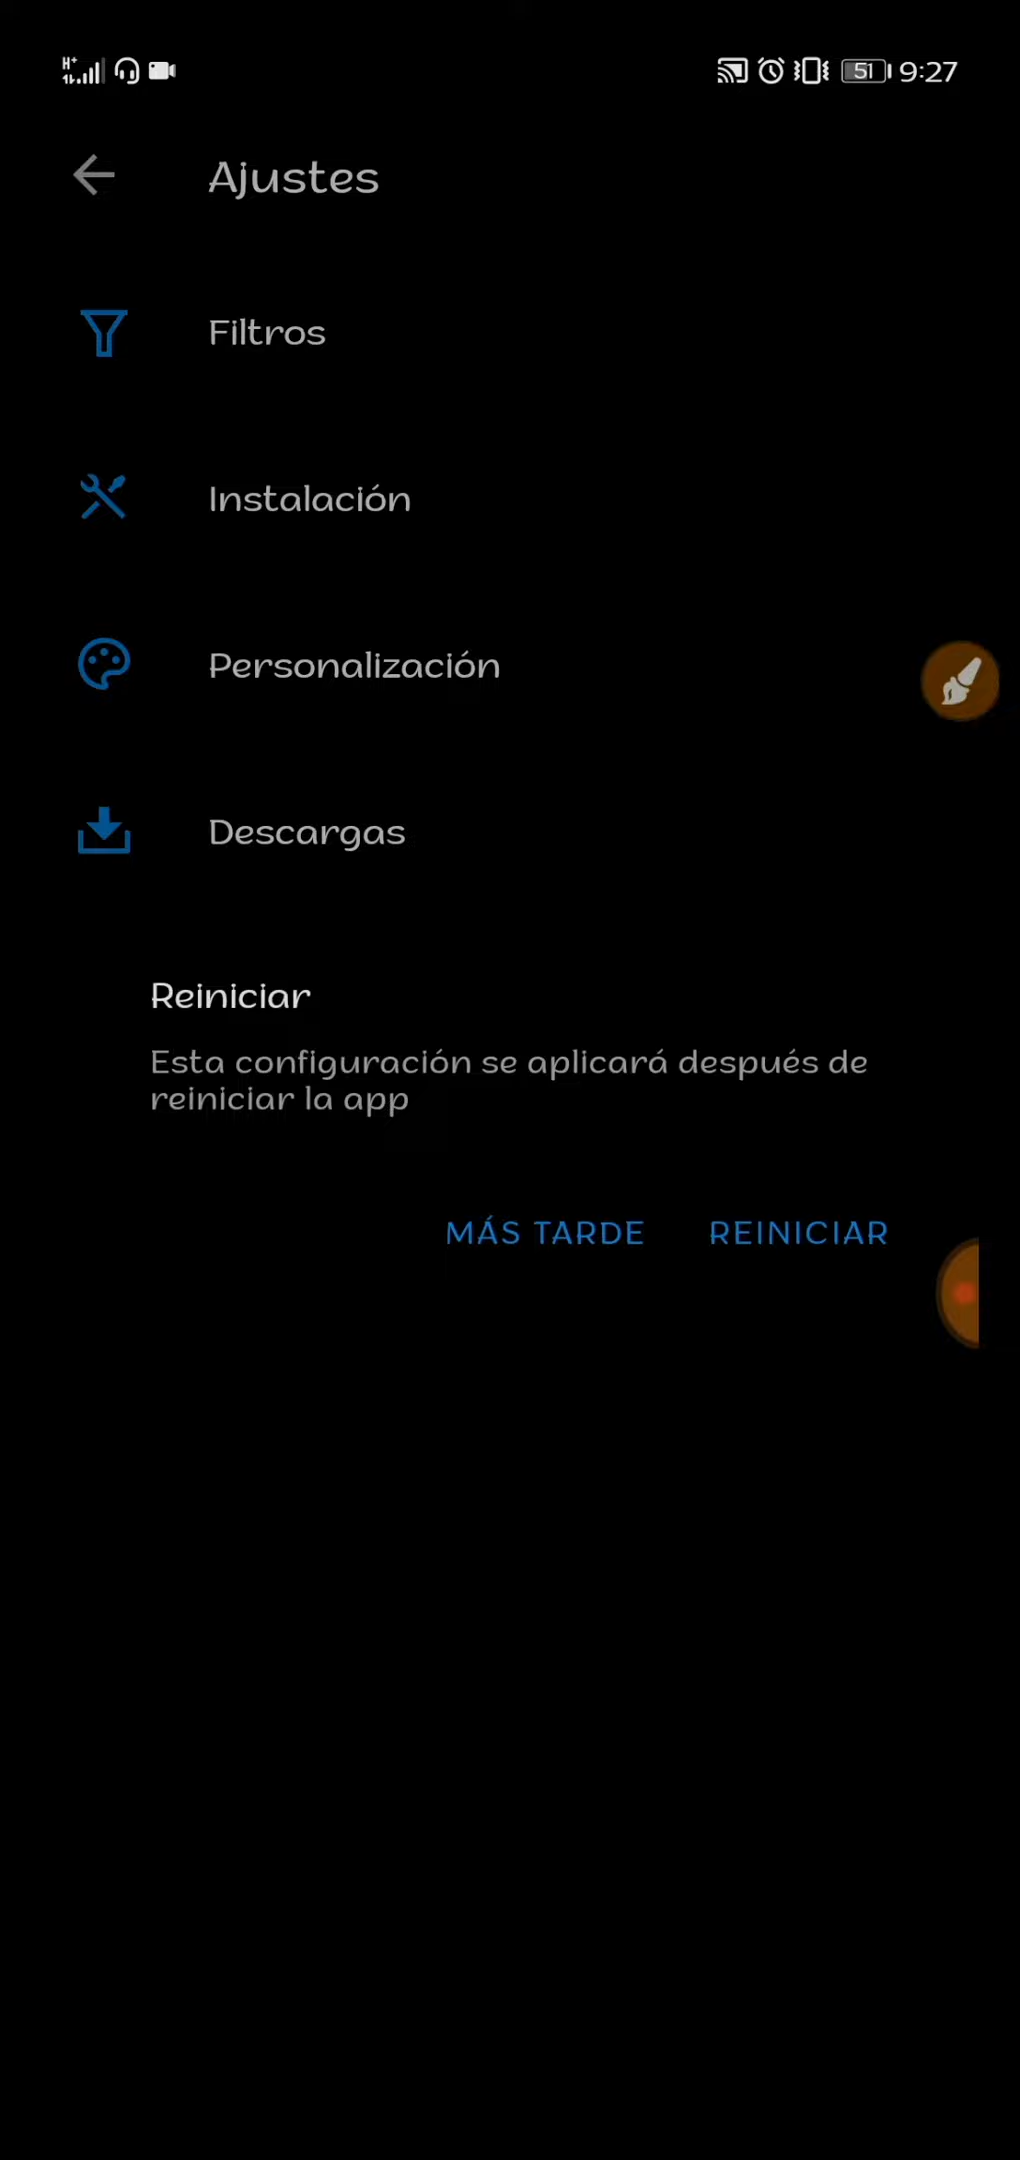 H+ 51 9:27
Ajustes
Filtros
Instalación
Personalización
Descargas
Reiniciar
Esta configuración se aplicará después de
reiniciar la app
MÁS TARDE REINICIAR